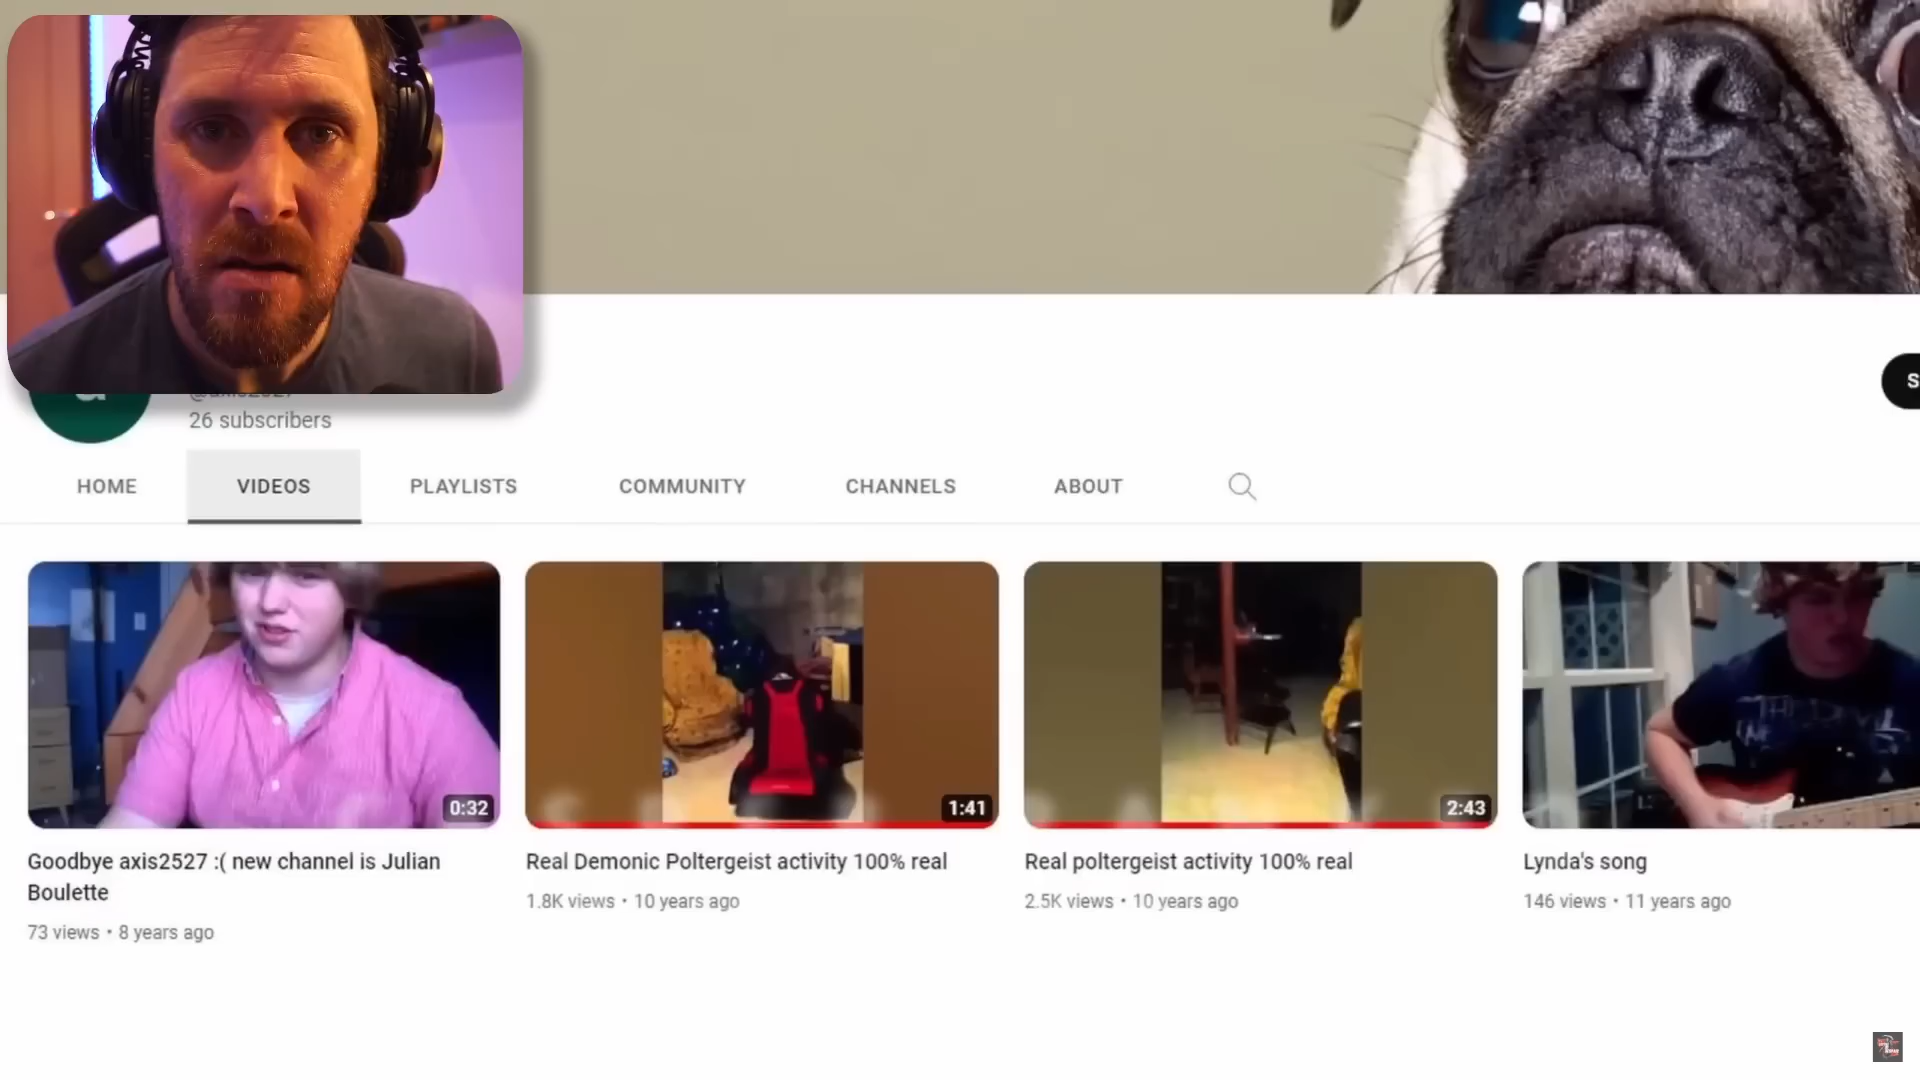 26 subscribers
S
HOME VIDEOS PLAYLISTS COMMUNITY CHANNELS ABOUT
0:32 1:41 2:43
Goodbye axis2527 :( new channel is Julian
Boulette
73 views • 8 years ago
Real Demonic Poltergeist activity 100% real
1.8K views • 10 years ago
Real poltergeist activity 100% real
2.5K views • 10 years ago
Lynda's song
146 views • 11 years ago